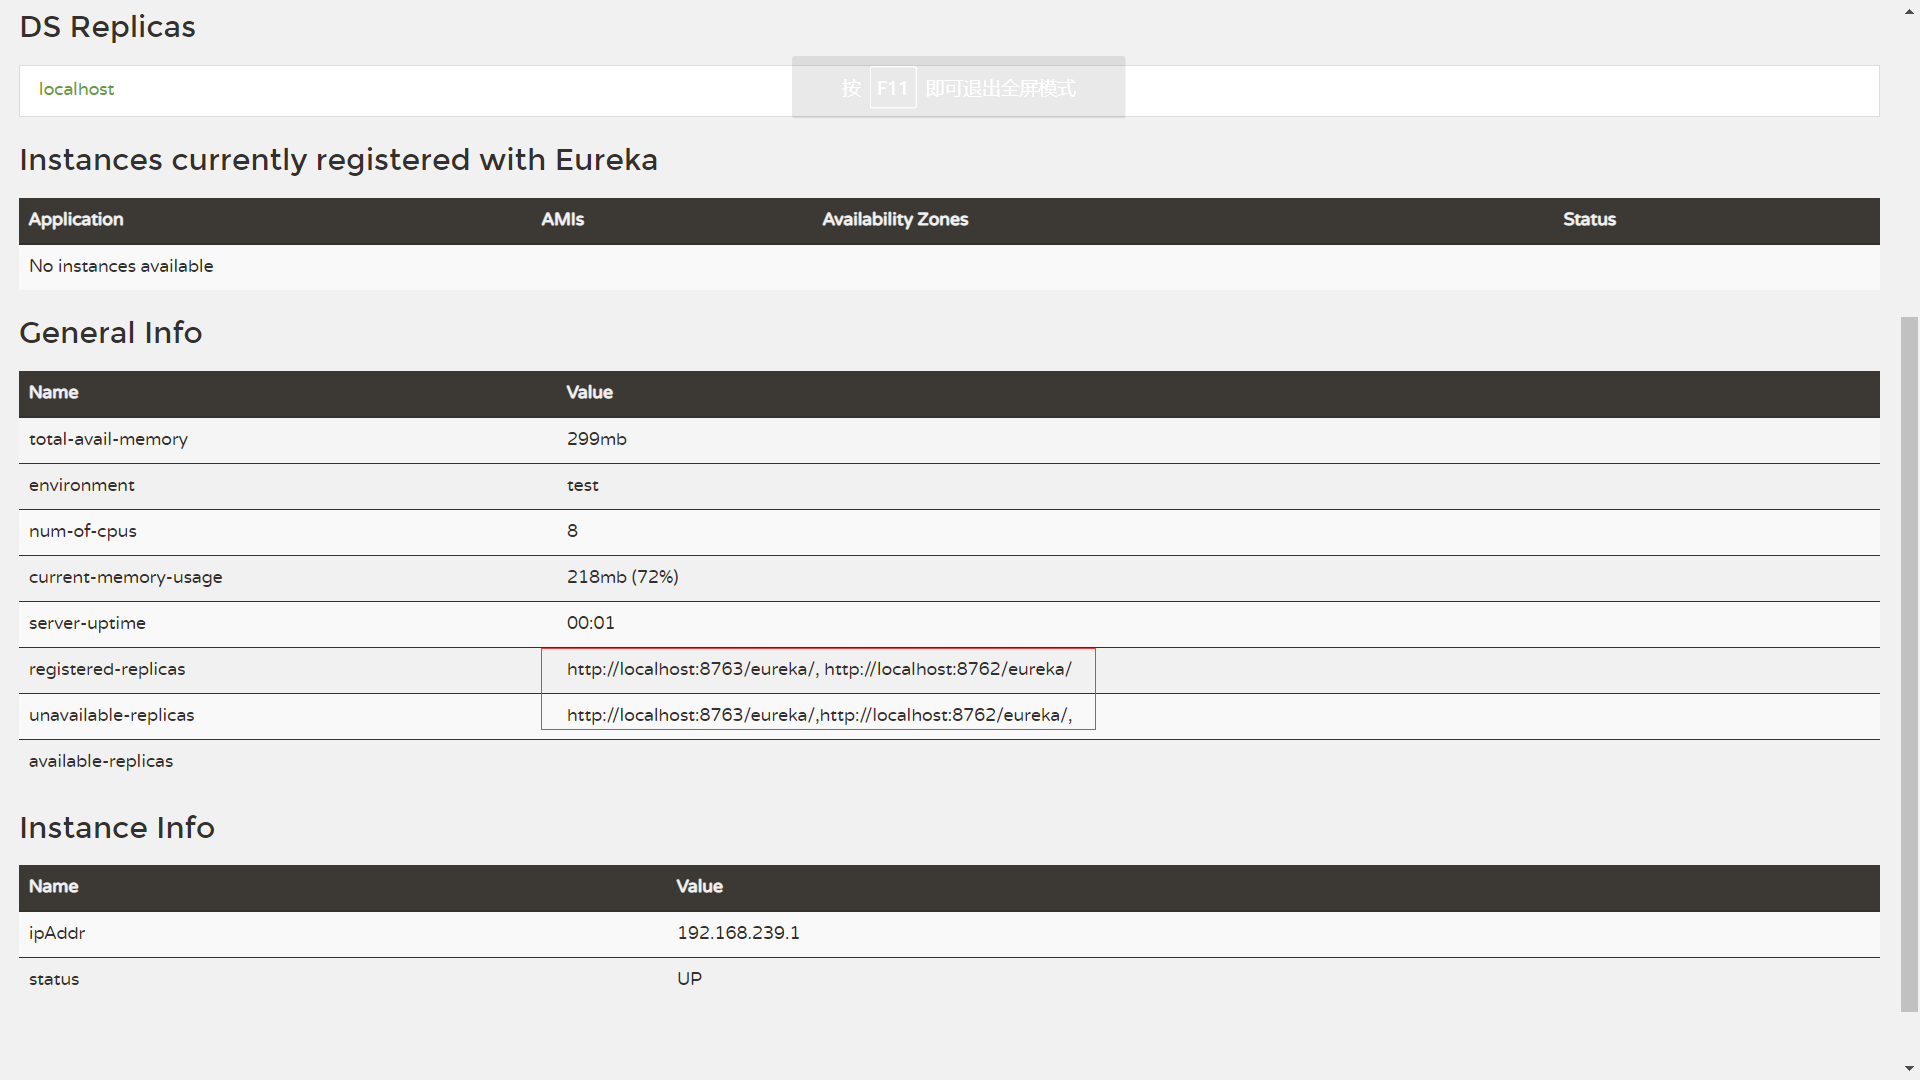 DS Replicas
localhost
按 F11 即可退出全屏模式
Instances currently registered with Eureka
Application AMIs Availability Zones Status
No instances available
General Info
Name Value
total-avail-memory 299mb
environment test
num-of-cpus 8
current-memory-usage 218mb (72%)
server-uptime 00:01
registered-replicas http://localhost:8763/eureka/, http://localhost:8762/eureka/
unavailable-replicas http://localhost:8763/eureka/,http://localhost:8762/eureka/,
available-replicas
Instance Info
Name Value
ipAddr 192.168.239.1
status UP